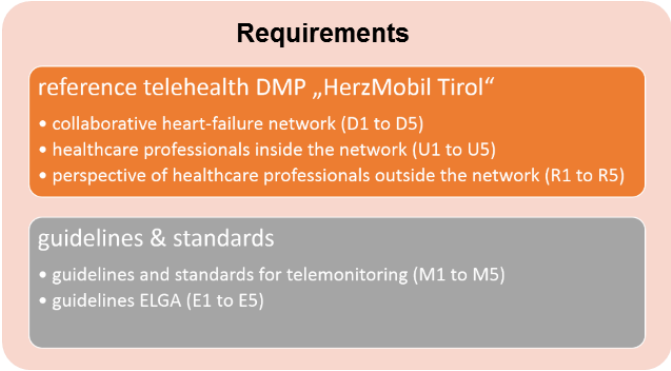 Requirements
reference telehealth DMP „HerzMobil Tirol“
• collaborative heart-failure network (D1 to D5)
• healthcare professionals inside the network (U1 to U5)
• perspective of healthcare professionals outside the network (R1 to R5)
guidelines & standards
• guidelines and standards for telemonitoring (M1 to M5)
• guidelines ELGA (E1 to E5)